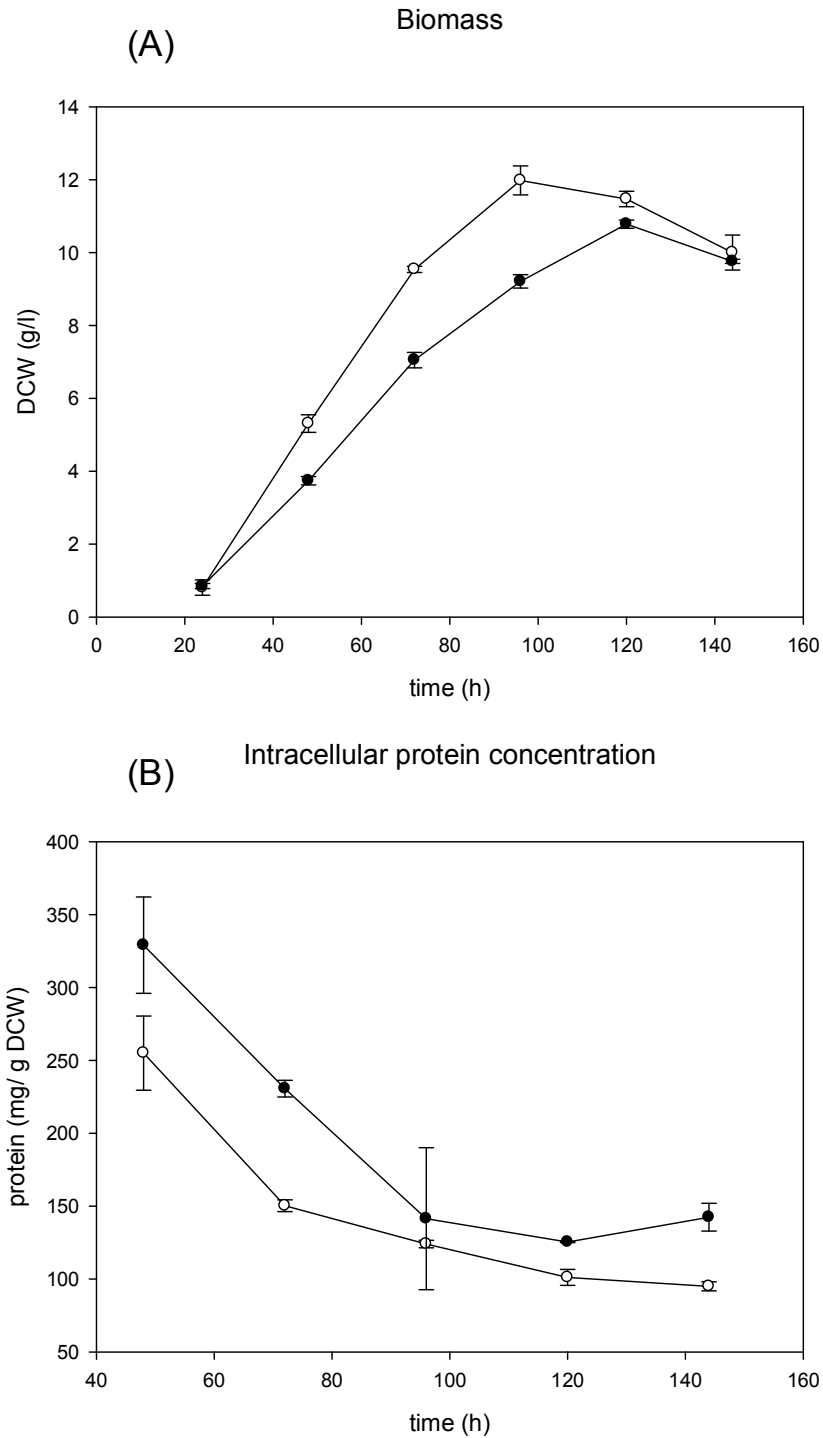 Biomass
(A)
14
12
10
8
6
4
2
0
DCW (g/l)
0 20 40 60 80 100 120 140 160
time (h)
Intracellular protein concentration
(B)
400
350
300
250
200
150
100
50
protein (mg/ g DCW)
40 60 80 100 120 140 160
time (h)